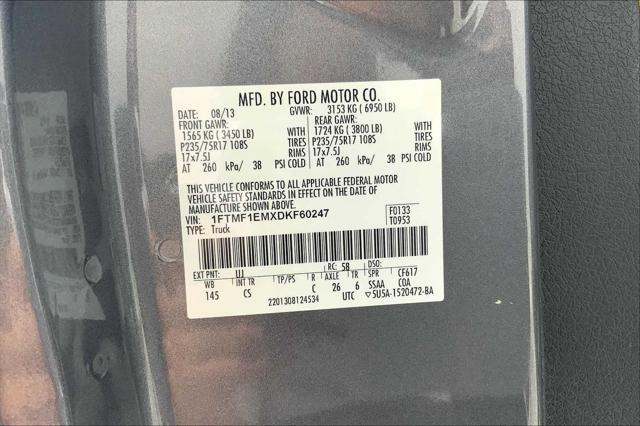 MFD. BY FORD MOTOR CO.
DATE: 08/13 GVWR: 3153 KG ( 6950 LB)
FRONT GAWR: REAR GAWR:
1565 KG ( 3450 LB) WITH 1724 KG ( 3800 LB) WITH
P235/75R17 108S TIRES P235/75R17 108S TIRES
17x7.5J RIMS 17x7.5J RIMS
AT 260 kPa/ 38 PSI COLD AT 260 kPa/ 38 PSI COLD
THIS VEHICLE CONFORMS TO ALL APPLICABLE FEDERAL MOTOR
VEHICLE SAFETY STANDARDS IN EFFECT ON THE DATE OF
MANUFACTURE SHOWN ABOVE.
VIN: 1FTMF1EMXDKF60247 F0133
TYPE: Truck T0953
EXT PNT: UJ RC: 58 DSO:
WB INT TR TP/PS R AXLE TR SPR CF617
145 CS C 26 6 SSAA COA
2201308124534 UTC ▽5U5A-1520472-BA